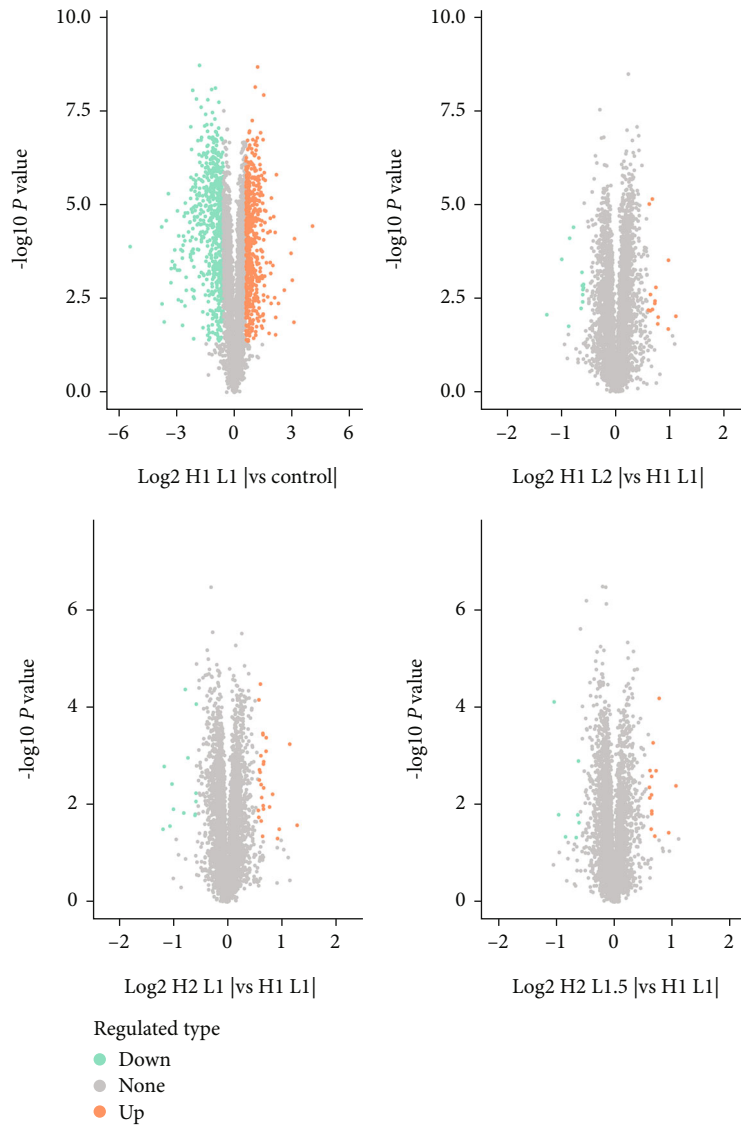 10.0
7.5
5.0
2.5
0.0
-log10 P value
−6 −3 0 3 6
Log2 H1 L1 |vs control|
10.0
7.5
5.0
2.5
0.0
-log10 P value
−2 −1 0 1 2
Log2 H1 L2 |vs H1 L1|
6
4
2
0
-log10 P value
−2 −1 0 1 2
Log2 H2 L1 |vs H1 L1|
6
4
2
0
-log10 P value
−2 −1 0 1 2
Log2 H2 L1.5 |vs H1 L1|
Regulated type
Down
None
Up